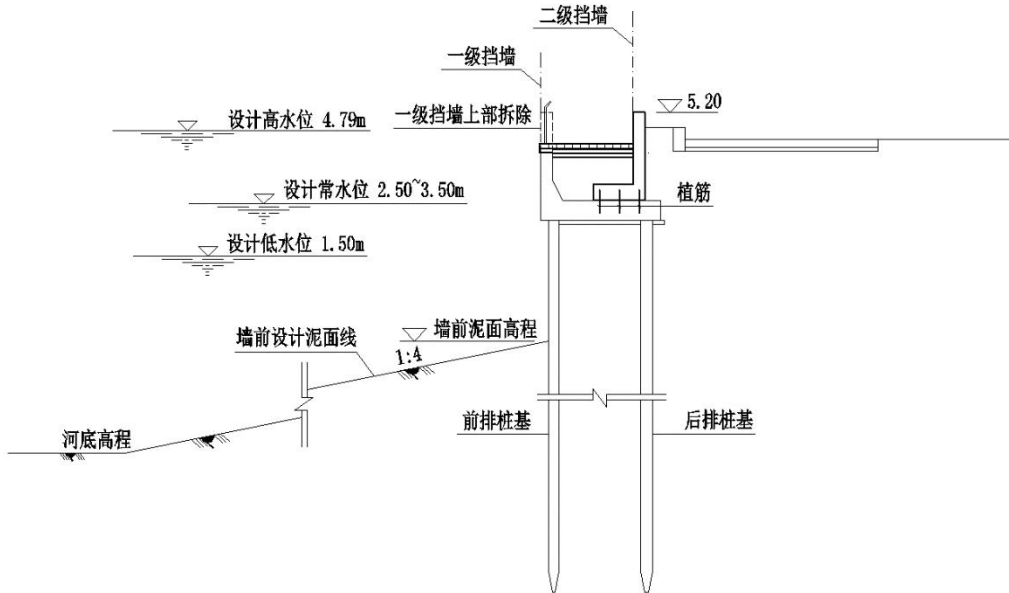 二级挡墙
一级挡墙
5.20
设计高水位 4.79m
一级挡墙上部拆除
设计常水位 2.50~3.50m
植筋
设计低水位 1.50m
墙前设计泥面线
墙前泥面高程
1:4
河底高程
前排桩基
后排桩基